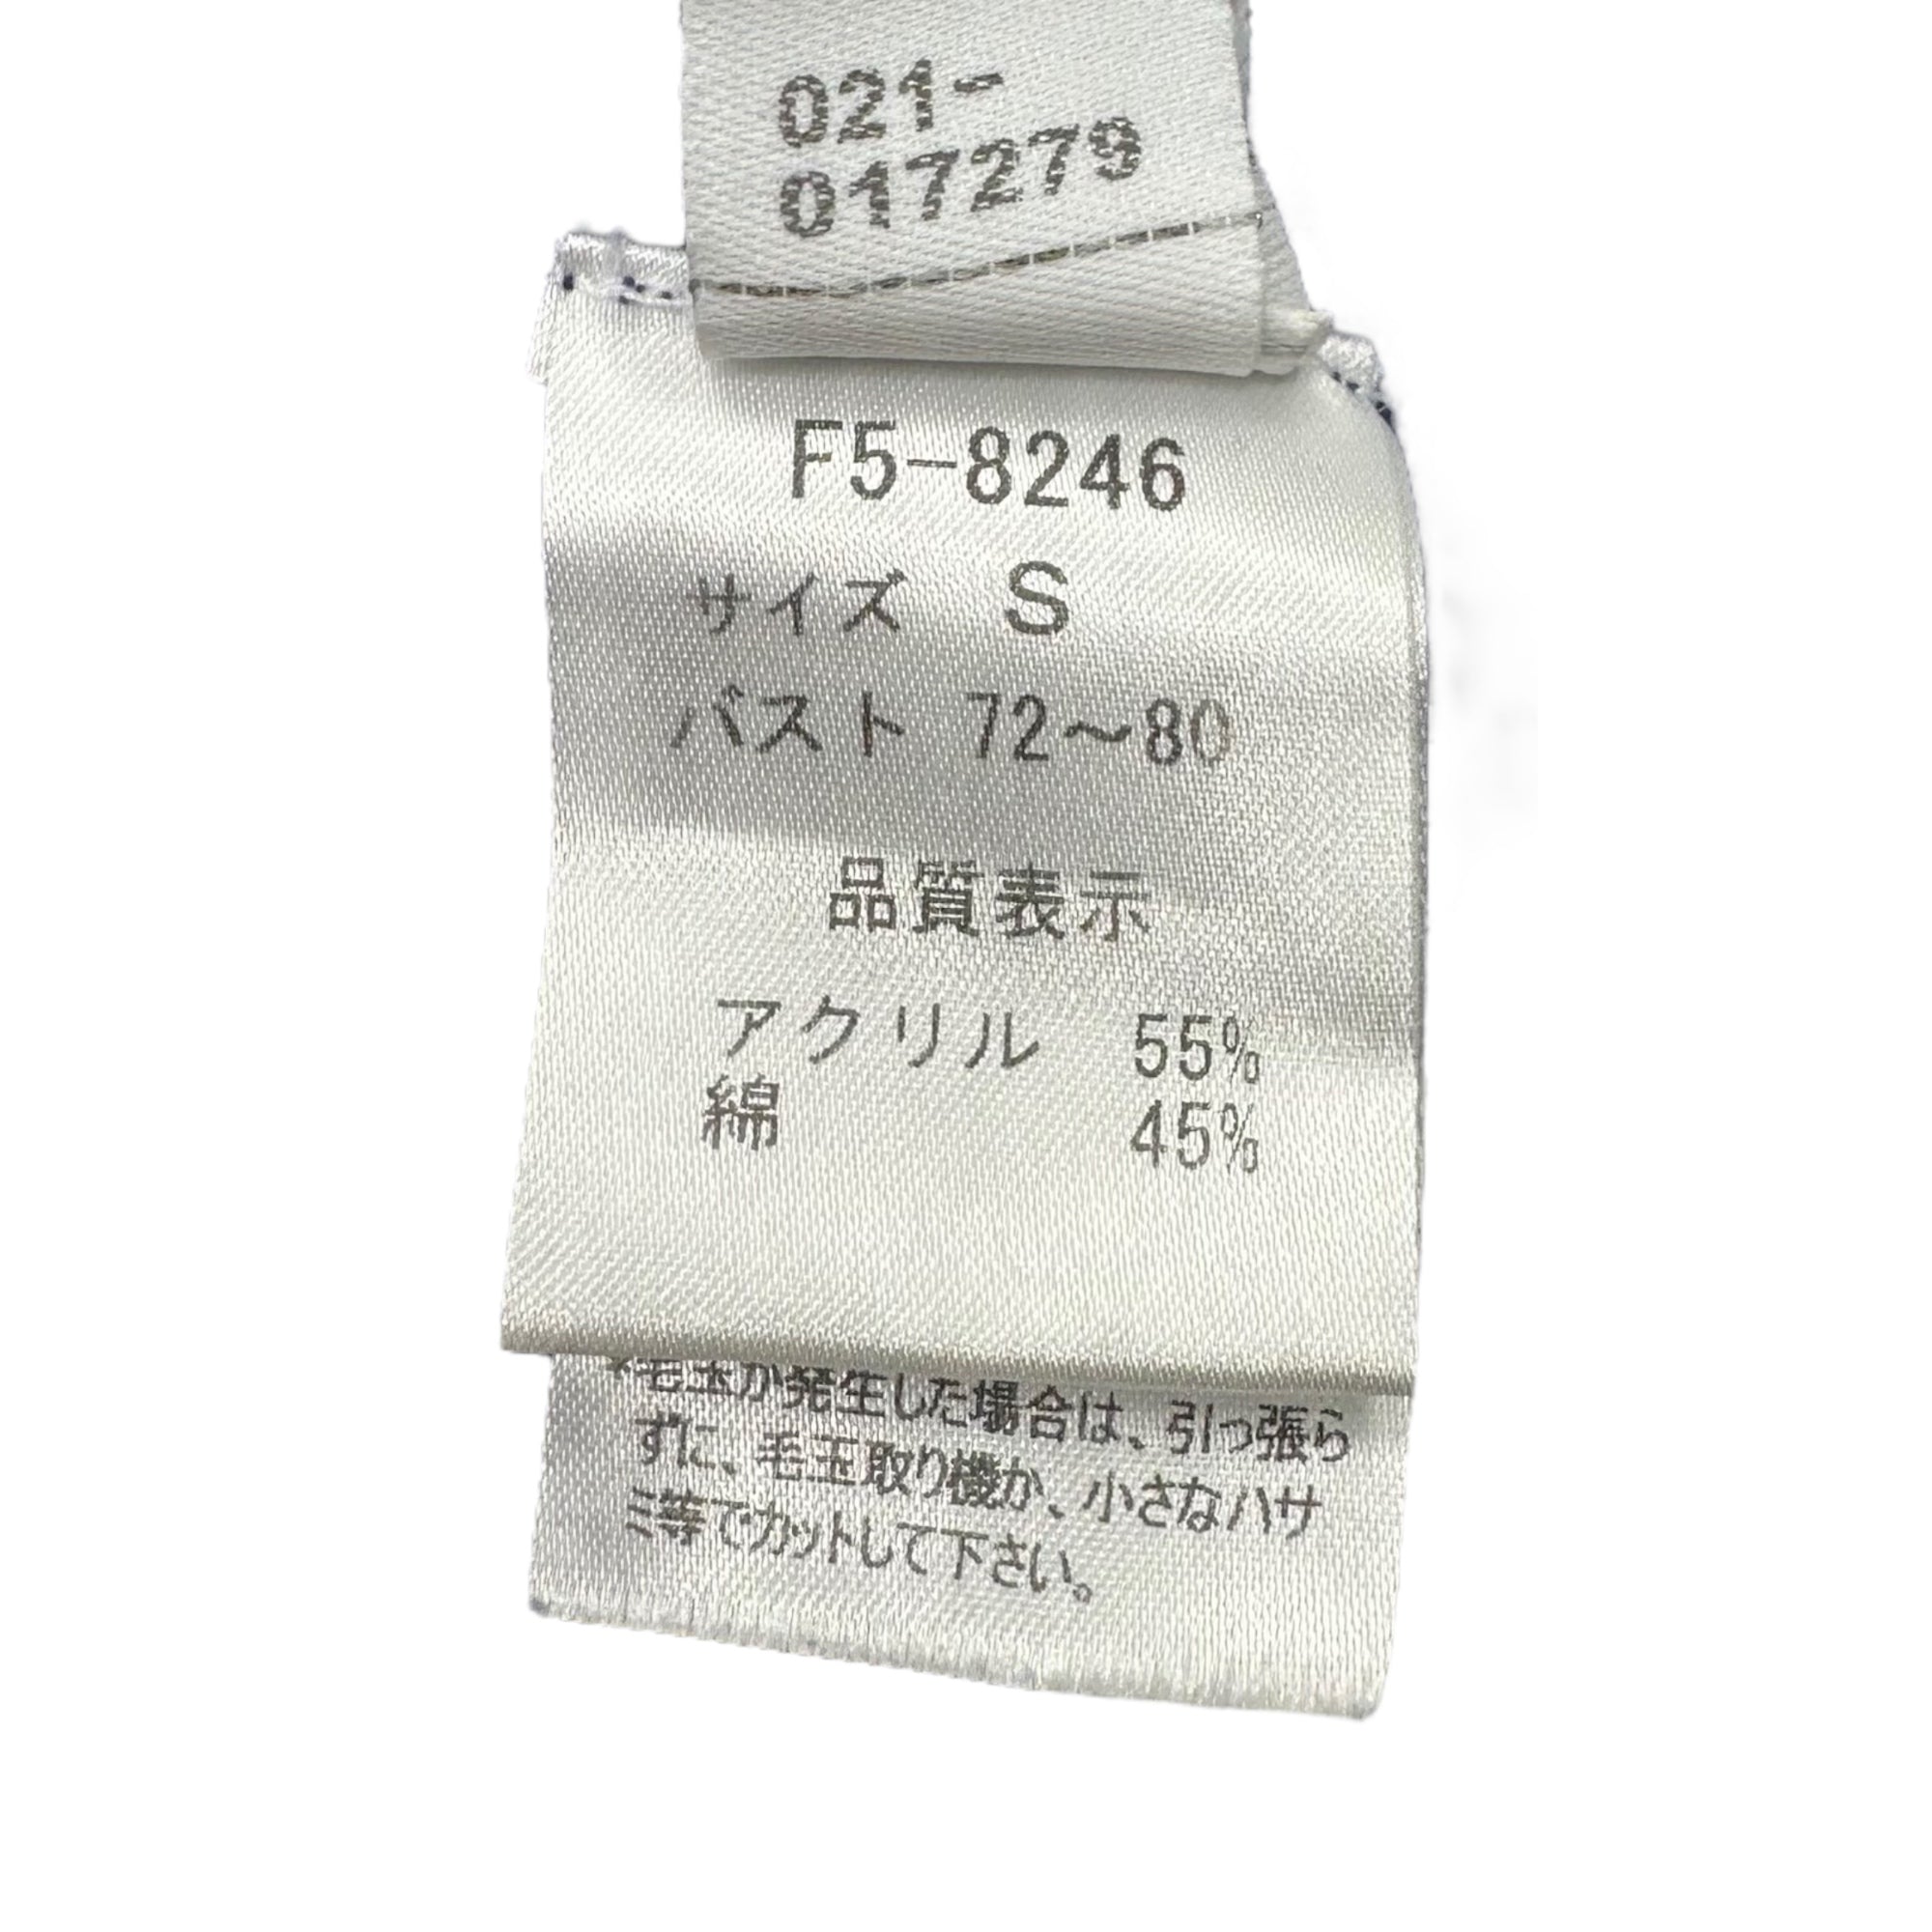 021-
017279
F5-8246
サイズ S
バスト 72～80
品質表示
アクリル 55%
綿 45%
*毛玉が発生した場合は、引っ張ら
ずに、毛玉取り機か、小さなハサ
ミ等でカットして下さい。